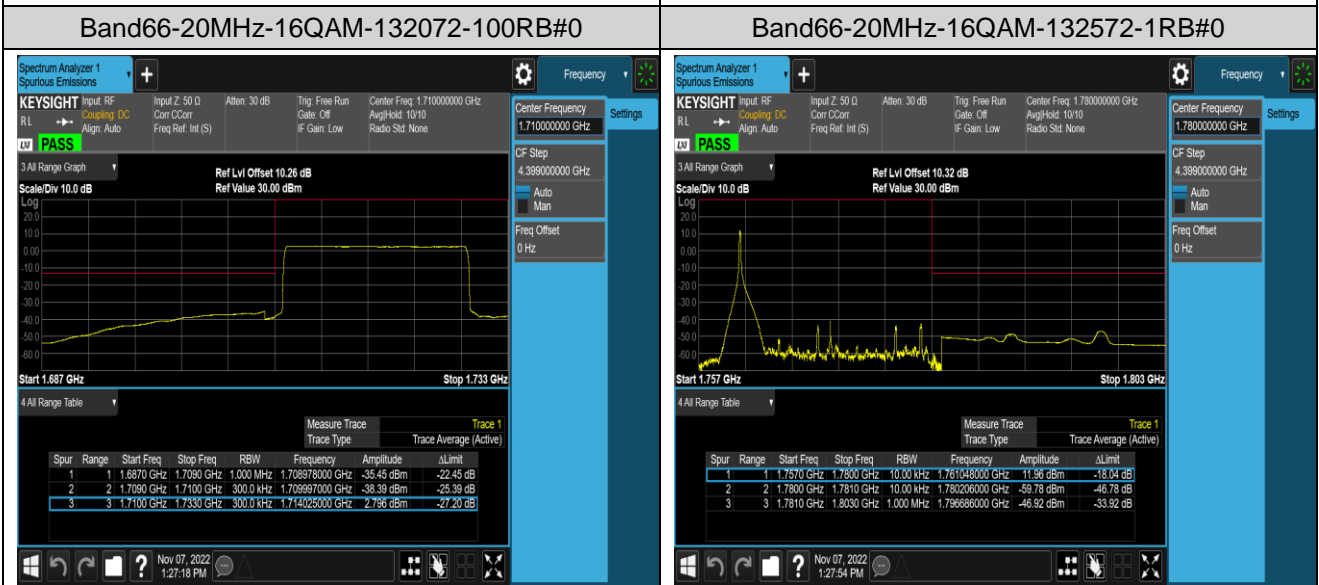 Band66-20MHz-16QAM-132072-100RB#0
Spectrum Analyzer 1
Spurious Emissions
Frequency
KEYSIGHT Input: RF Input Z: 50 Ω Atten: 30 dB Trig: Free Run Center Freq: 1.710000000 GHz
Coupling: DC Corr CCorr Gate: Off Avg|Hold: 10/10
RL Align: Auto Freq Ref: Int (S) IF Gain: Low Radio Std: None
LXI PASS
Center Frequency
1.710000000 GHz
Settings
CF Step
4.399000000 GHz
Auto
Man
Freq Offset
0 Hz
3 All Range Graph
Ref Lvl Offset 10.26 dB
Scale/Div 10.0 dB Ref Value 30.00 dBm
Log
20.0
10.0
0.00
-10.0
-20.0
-30.0
-40.0
-50.0
-60.0
Start 1.687 GHz Stop 1.733 GHz
4 All Range Table
Measure Trace Trace 1
Trace Type Trace Average (Active)
Spur Range Start Freq Stop Freq RBW Frequency Amplitude ΔLimit
1 1 1.6870 GHz 1.7090 GHz 1.000 MHz 1.708978000 GHz -35.45 dBm -22.45 dB
2 2 1.7090 GHz 1.7100 GHz 300.0 kHz 1.709997000 GHz -38.39 dBm -25.39 dB
3 3 1.7100 GHz 1.7330 GHz 300.0 kHz 1.714025000 GHz 2.796 dBm -27.20 dB
Nov 07, 2022
1:27:18 PM
Band66-20MHz-16QAM-132572-1RB#0
Spectrum Analyzer 1
Spurious Emissions
Frequency
KEYSIGHT Input: RF Input Z: 50 Ω Atten: 30 dB Trig: Free Run Center Freq: 1.780000000 GHz
Coupling: DC Corr CCorr Gate: Off Avg|Hold: 10/10
RL Align: Auto Freq Ref: Int (S) IF Gain: Low Radio Std: None
LXI PASS
Center Frequency
1.780000000 GHz
Settings
CF Step
4.399000000 GHz
Auto
Man
Freq Offset
0 Hz
3 All Range Graph
Ref Lvl Offset 10.32 dB
Scale/Div 10.0 dB Ref Value 30.00 dBm
Log
20.0
10.0
0.00
-10.0
-20.0
-30.0
-40.0
-50.0
-60.0
Start 1.757 GHz Stop 1.803 GHz
4 All Range Table
Measure Trace Trace 1
Trace Type Trace Average (Active)
Spur Range Start Freq Stop Freq RBW Frequency Amplitude ΔLimit
1 1 1.7570 GHz 1.7800 GHz 10.00 kHz 1.761048000 GHz 11.96 dBm -18.04 dB
2 2 1.7800 GHz 1.7810 GHz 10.00 kHz 1.780206000 GHz -59.78 dBm -46.78 dB
3 3 1.7810 GHz 1.8030 GHz 1.000 MHz 1.796686000 GHz -46.92 dBm -33.92 dB
Nov 07, 2022
1:27:54 PM